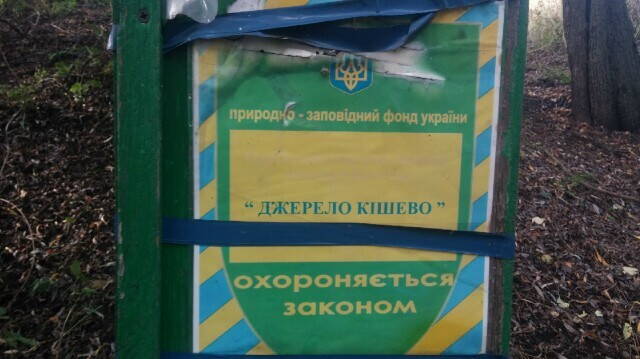 природно - заповідний фонд україни
“ ДЖЕРЕЛО КІШЕВО ”
охороняється
законом